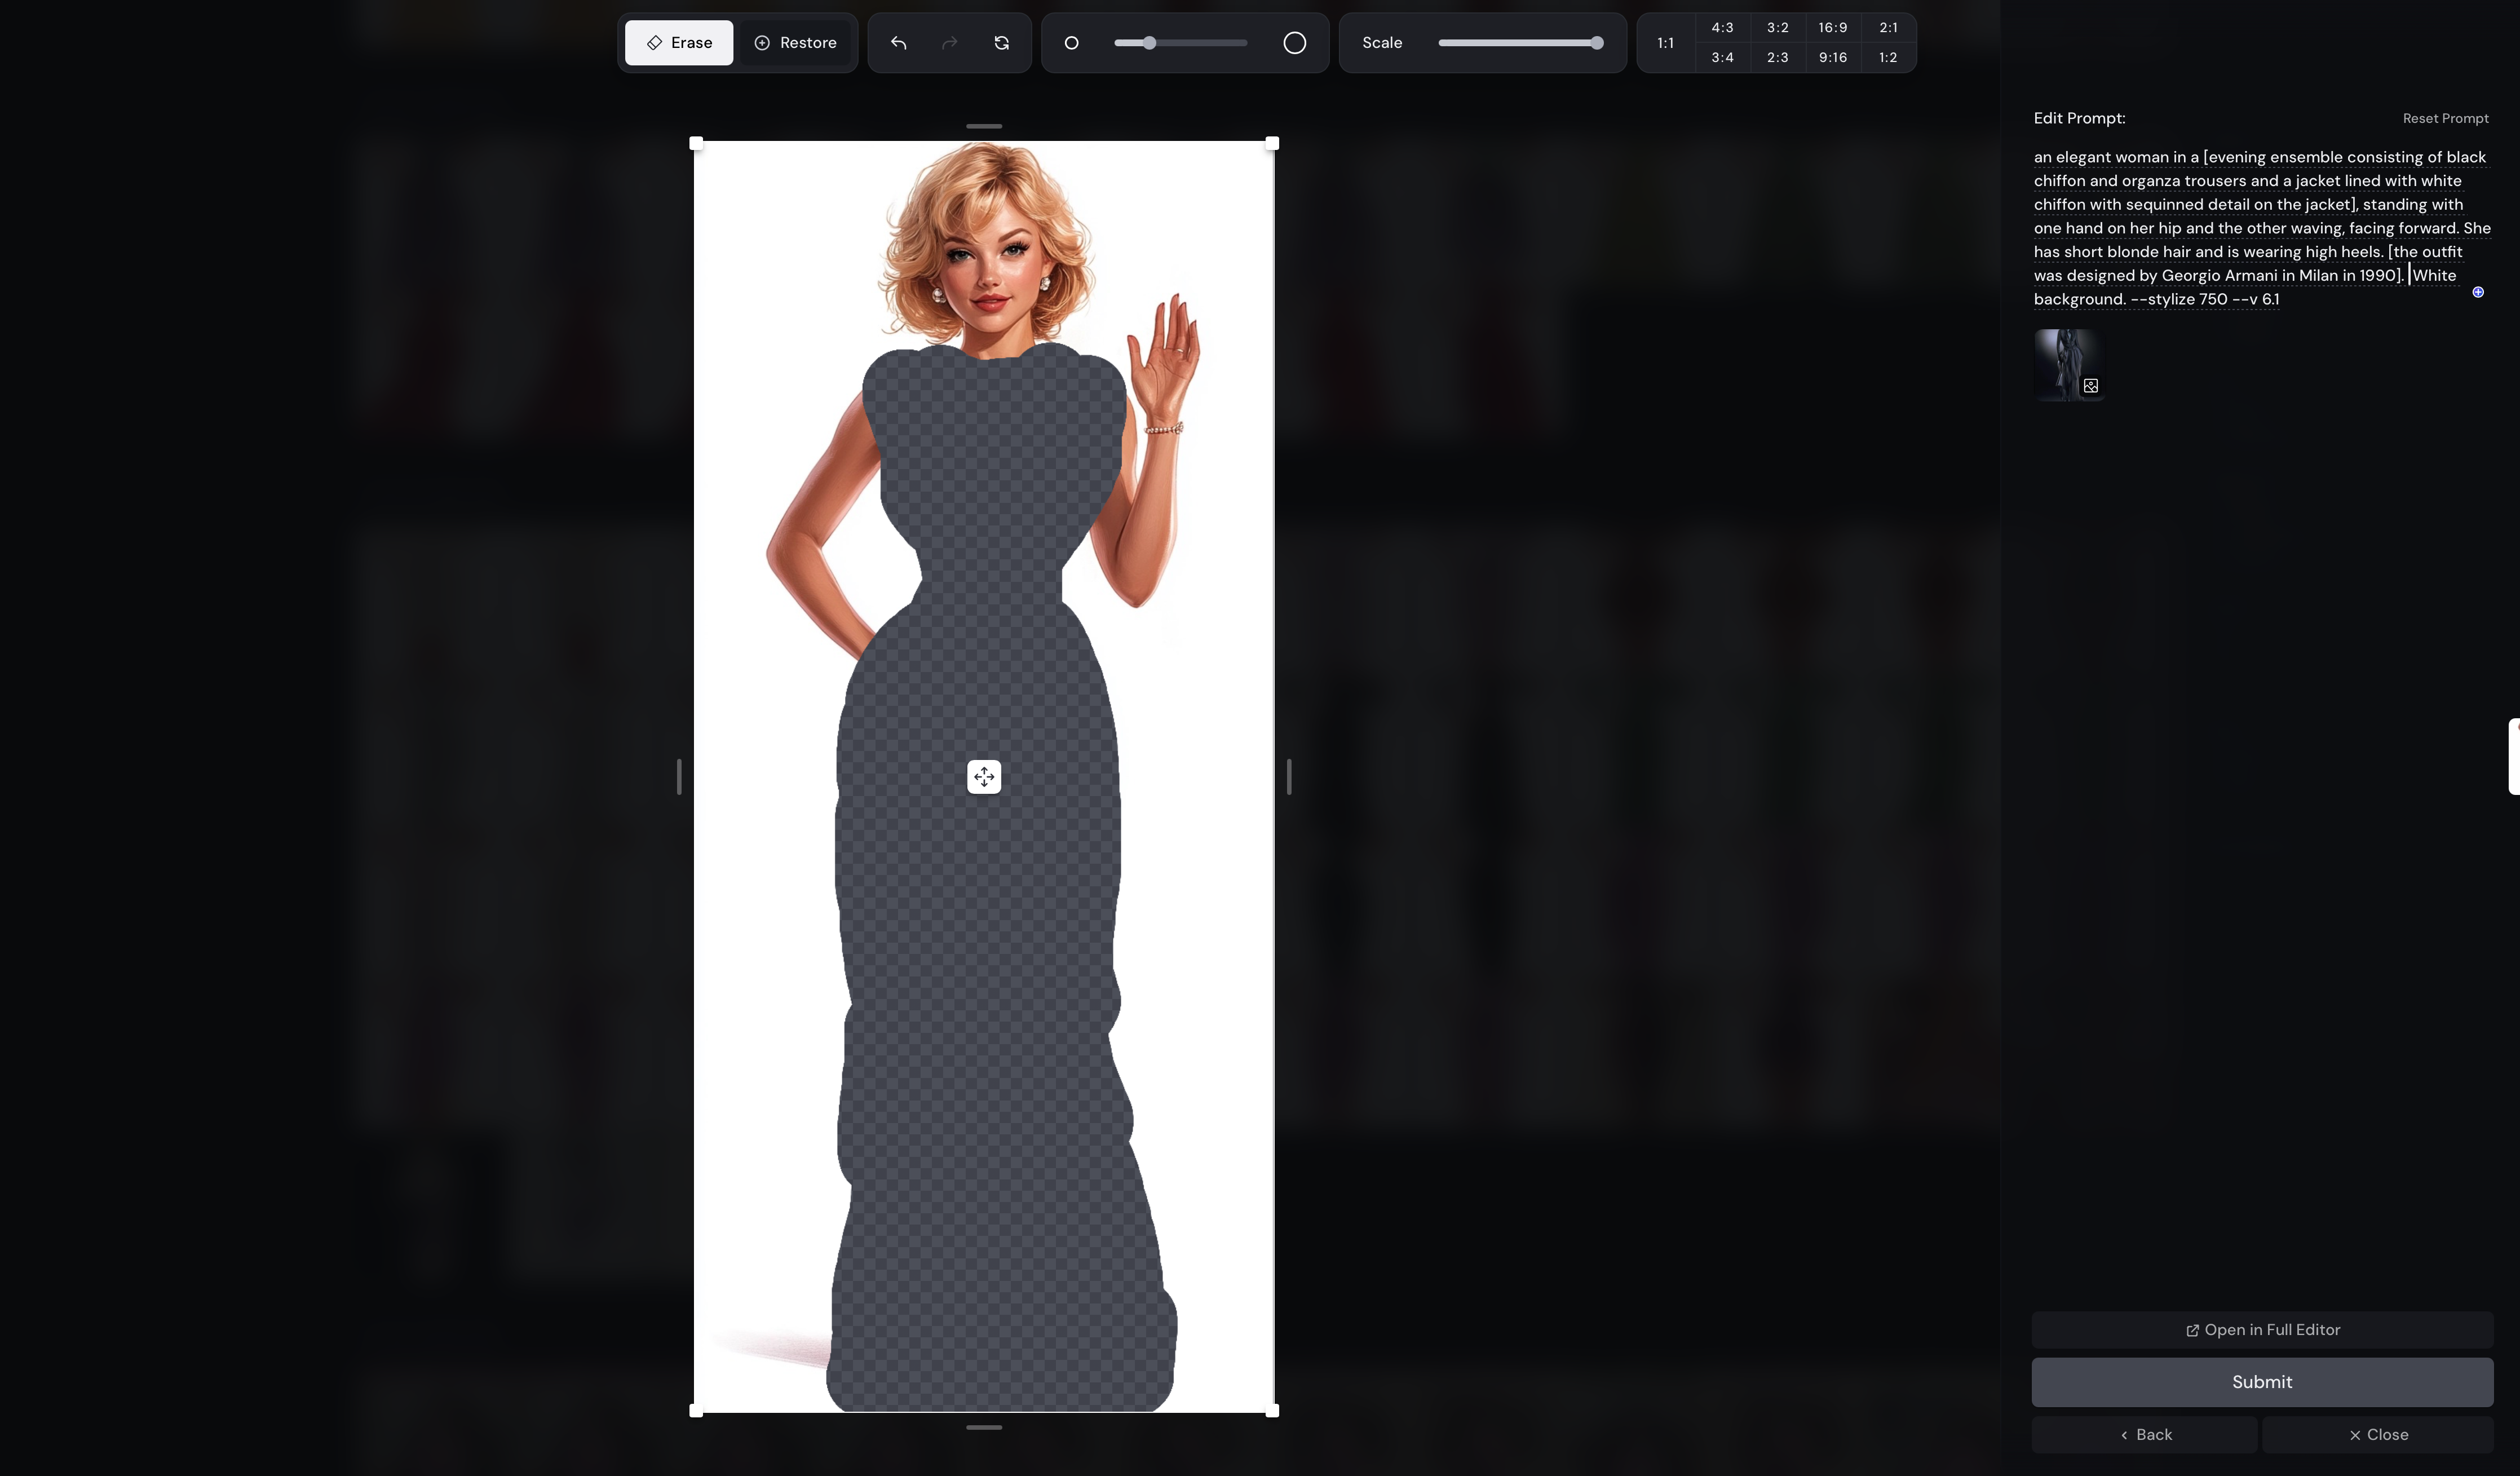 Erase
Restore
Scale
1:1
4:3 3:2 16:9 2:1
3:4 2:3 9:16 1:2
Edit Prompt:
Reset Prompt
an elegant woman in a [evening ensemble consisting of black
chiffon and organza trousers and a jacket lined with white
chiffon with sequinned detail on the jacket], standing with
one hand on her hip and the other waving, facing forward. She
has short blonde hair and is wearing high heels. [the outfit
was designed by Georgio Armani in Milan in 1990]. White
background. --stylize 750 --v 6.1
Open in Full Editor
Submit
Back
Close